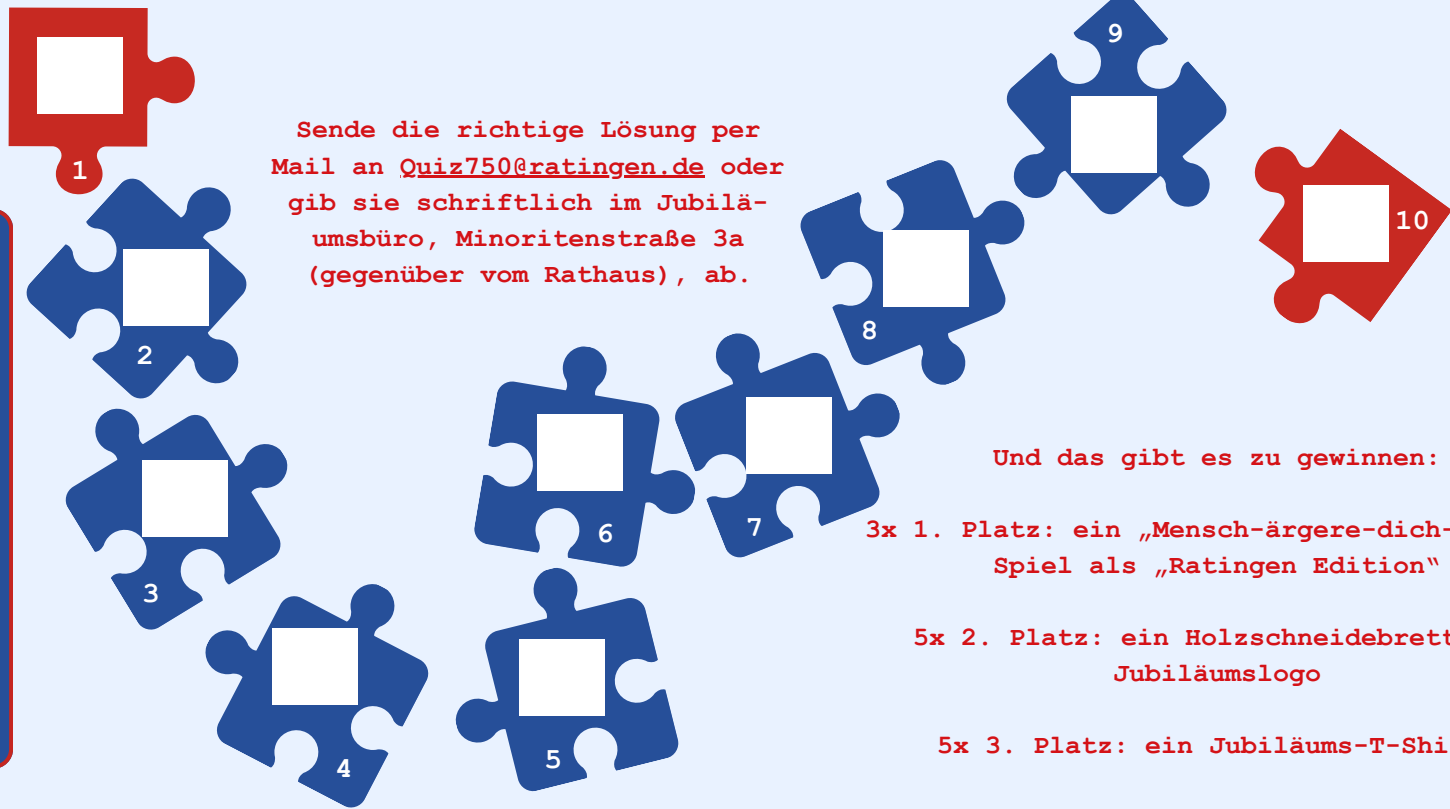 1
2
3
4
5
6
7
8
9
10
Sende die richtige Lösung per
Mail an Quiz750@ratingen.de oder
gib sie schriftlich im Jubilä-
umsbüro, Minoritenstraße 3a
(gegenüber vom Rathaus), ab.
Und das gibt es zu gewinnen:
3x 1. Platz: ein „Mensch-ärgere-dich-
Spiel als „Ratingen Edition“
5x 2. Platz: ein Holzschneidebrett
Jubiläumslogo
5x 3. Platz: ein Jubiläums-T-Shi